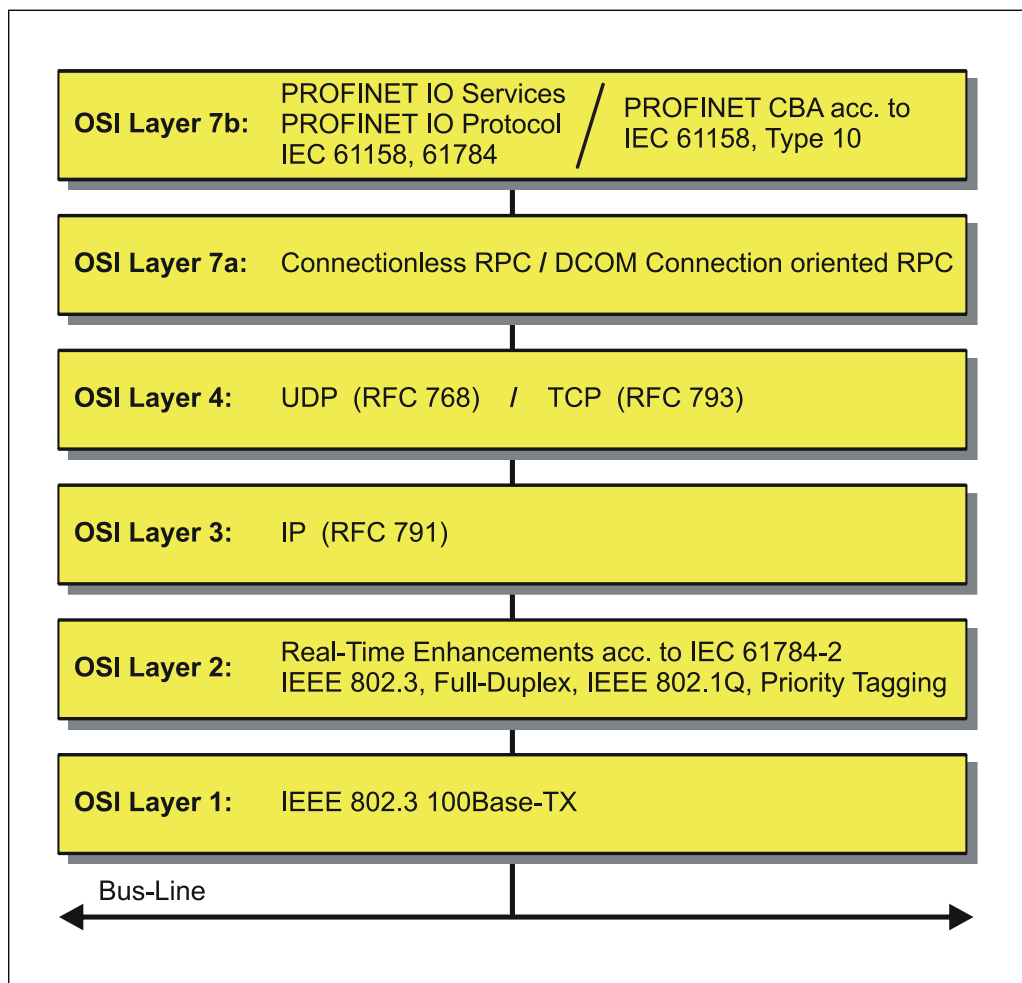 OSI Layer 7b:
PROFINET IO Services
PROFINET IO Protocol
IEC 61158, 61784
/
PROFINET CBA acc. to
IEC 61158, Type 10
OSI Layer 7a: Connectionless RPC / DCOM Connection oriented RPC
OSI Layer 4: UDP (RFC 768) / TCP (RFC 793)
OSI Layer 3: IP (RFC 791)
OSI Layer 2:
Real-Time Enhancements acc. to IEC 61784-2
IEEE 802.3, Full-Duplex, IEEE 802.1Q, Priority Tagging
OSI Layer 1: IEEE 802.3 100Base-TX
Bus-Line